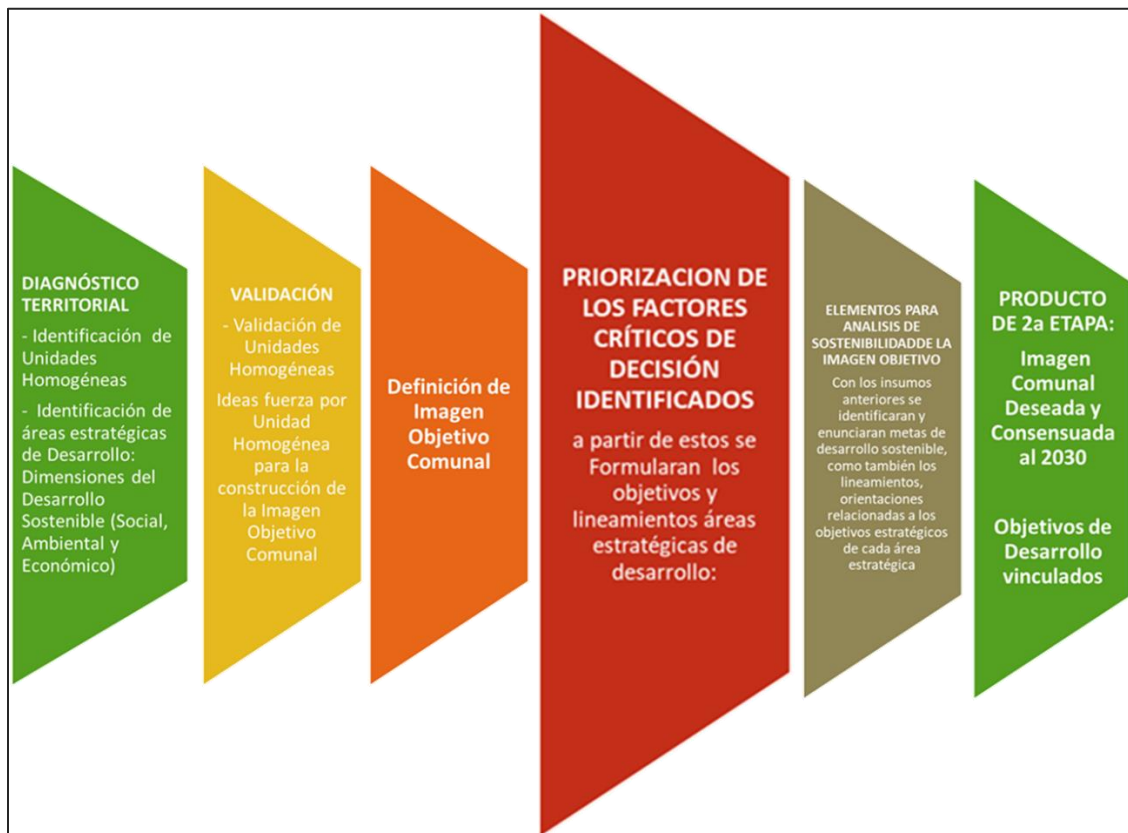 DIAGNÓSTICO
TERRITORIAL
- Identificación de
Unidades
Homogéneas
- Identificación de
áreas estratégicas
de Desarrollo:
Dimensiones del
Desarrollo
Sostenible (Social,
Ambiental y
Económico)
VALIDACIÓN
- Validación de
Unidades
Homogéneas
Ideas fuerza por
Unidad
Homogénea
para la
construcción de
la Imagen
Objetivo
Comunal
Definición de
Imagen
Objetivo
Comunal
PRIORIZACION DE
LOS FACTORES
CRÍTICOS DE
DECISIÓN
IDENTIFICADOS
a partir de estos se
Formularan los
objetivos y
lineamientos áreas
estratégicas de
desarrollo:
ELEMENTOS PARA
ANALISIS DE
SOSTENIBILIDADDE LA
IMAGEN OBJETIVO
Con los insumos
anteriores se
identificaran y
enunciaran metas de
desarrollo sostenible,
como también los
lineamientos,
orientaciones
relacionadas a los
objetivos estratégicos
de cada área
estratégica
PRODUCTO
DE 2a ETAPA:
Imagen
Comunal
Deseada y
Consensuada
al 2030
Objetivos de
Desarrollo
vinculados